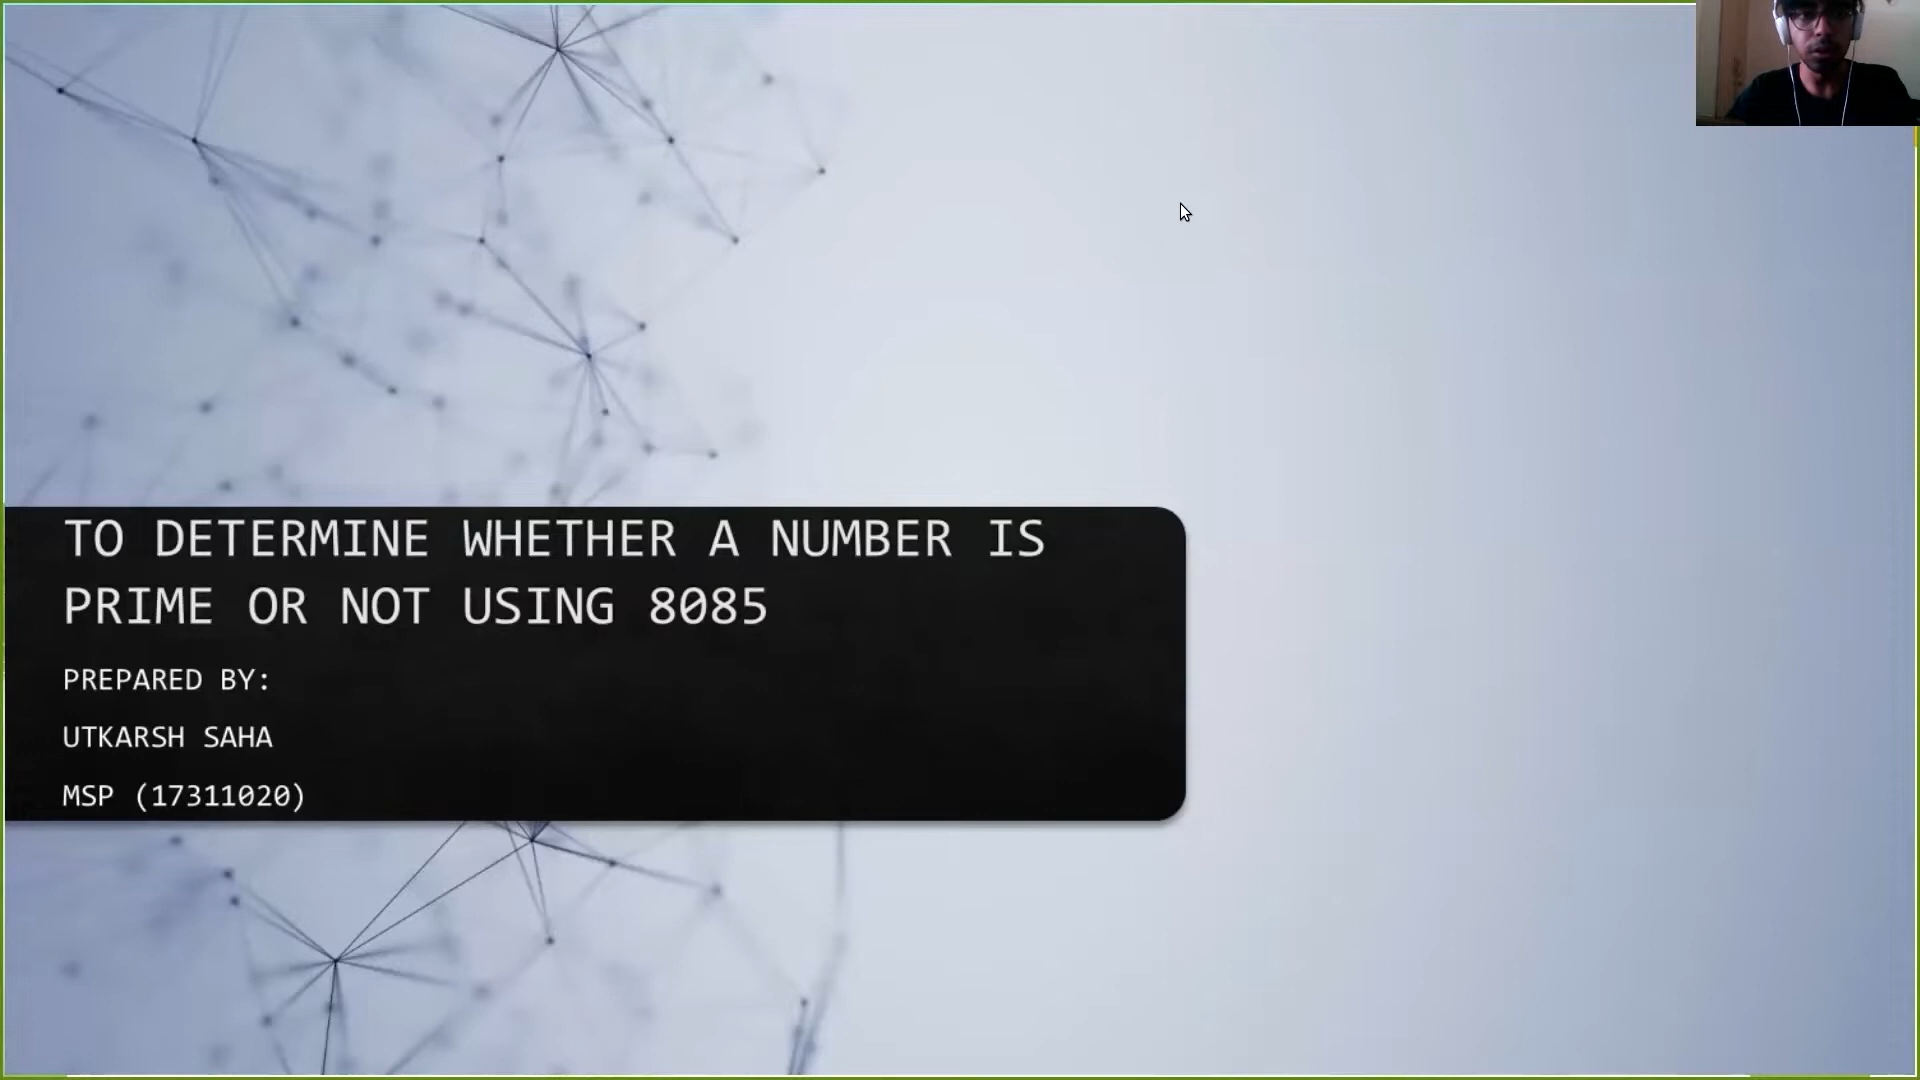 TO DETERMINE WHETHER A NUMBER IS
PRIME OR NOT USING 8085
PREPARED BY:
UTKARSH SAHA
MSP (17311020)